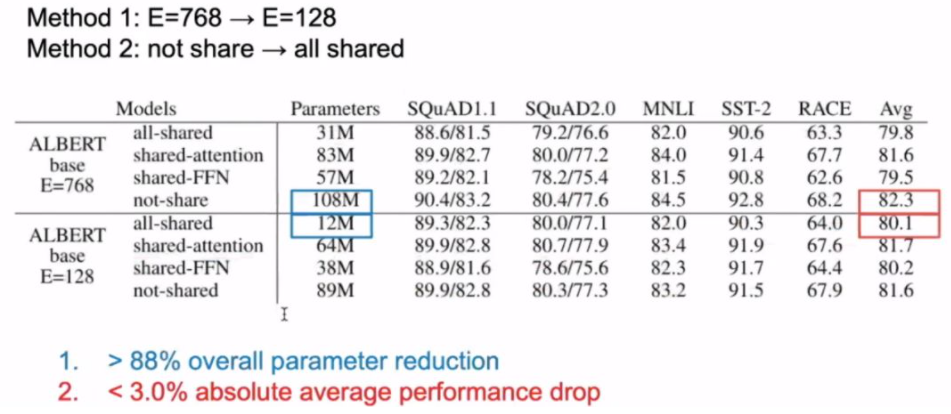 Method 1: E=768 → E=128
Method 2: not share → all shared
Models Parameters SQuAD1.1 SQuAD2.0 MNLI SST-2 RACE Avg
ALBERT base E=768
all-shared 31M 88.6/81.5 79.2/76.6 82.0 90.6 63.3 79.8
shared-attention 83M 89.9/82.7 80.0/77.2 84.0 91.4 67.7 81.6
shared-FFN 57M 89.2/82.1 78.2/75.4 81.5 90.8 62.6 79.5
not-share 108M 90.4/83.2 80.4/77.6 84.5 92.8 68.2 82.3
ALBERT base E=128
all-shared 12M 89.3/82.3 80.0/77.1 82.0 90.3 64.0 80.1
shared-attention 64M 89.9/82.8 80.7/77.9 83.4 91.9 67.6 81.7
shared-FFN 38M 88.9/81.6 78.6/75.6 82.3 91.7 64.4 80.2
not-shared 89M 89.9/82.8 80.3/77.3 83.2 91.5 67.9 81.6
1. > 88% overall parameter reduction
2. < 3.0% absolute average performance drop